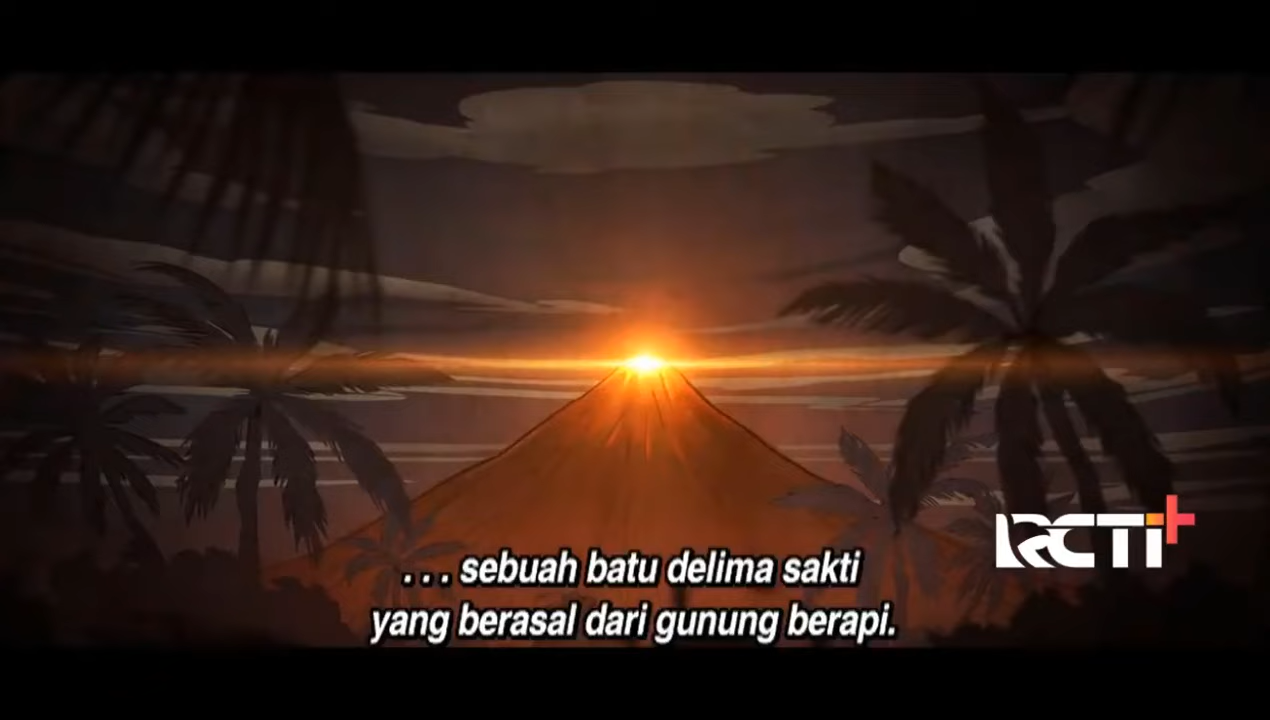 RCTI+
... sebuah batu delima sakti
yang berasal dari gunung berapi.